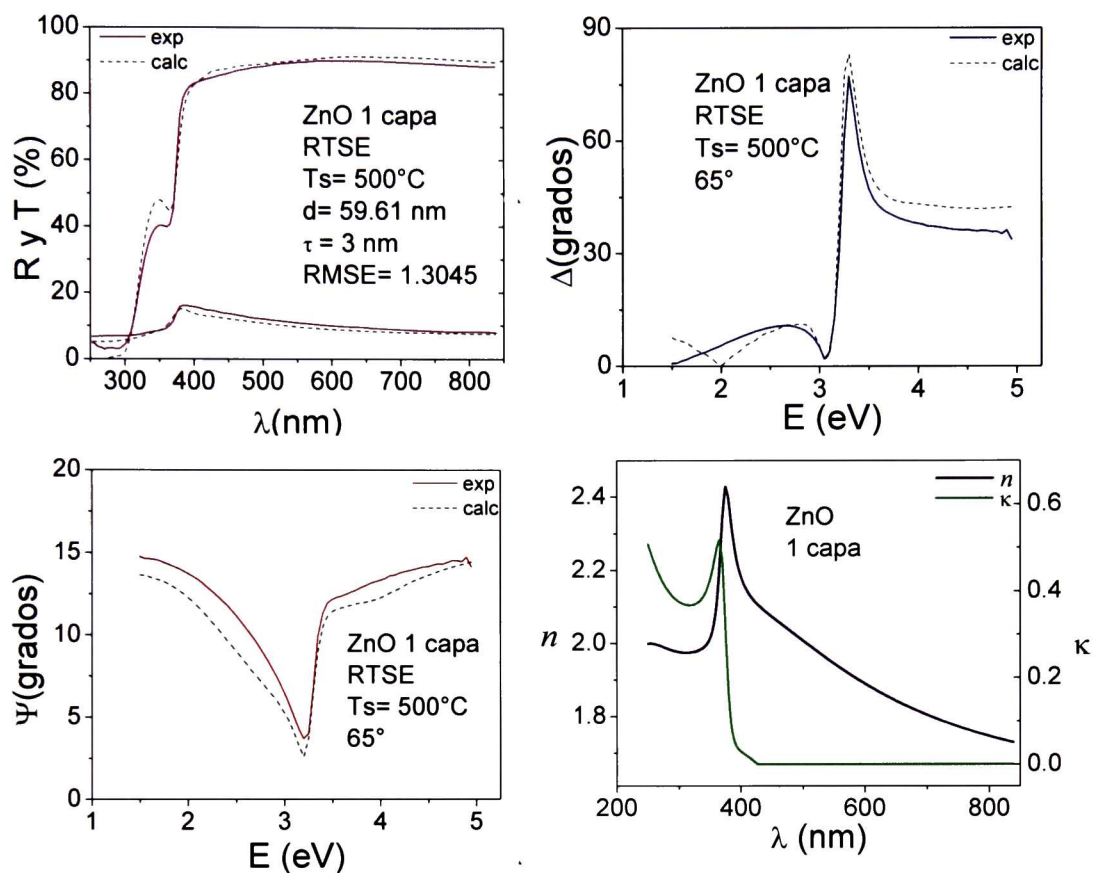 R y T (%)
100
80
60
40
20
0
exp
calc
ZnO 1 capa
RTSE
Ts= 500°C
d= 59.61 nm
τ = 3 nm
RMSE= 1.3045
300 400 500 600 700 800
λ(nm)
Δ(grados)
90
60
30
0
exp
calc
ZnO 1 capa
RTSE
Ts= 500°C
65°
1 2 3 4 5
E (eV)
Ψ(grados)
20
15
10
5
0
exp
calc
ZnO 1 capa
RTSE
Ts= 500°C
65°
1 2 3 4 5
E (eV)
n
2.4
2.2
2.0
1.8
n
κ
ZnO
1 capa
0.6
0.4
0.2
0.0
κ
200 400 600 800
λ (nm)